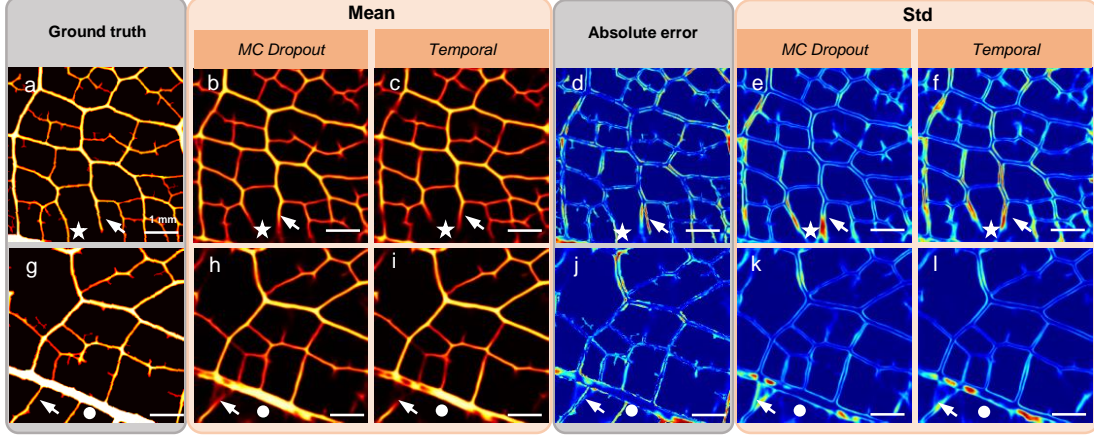 Ground truth
Mean
Absolute error
Std
MC Dropout
Temporal
MC Dropout
Temporal
a
b
c
d
e
f
1 mm
g
h
i
j
k
l